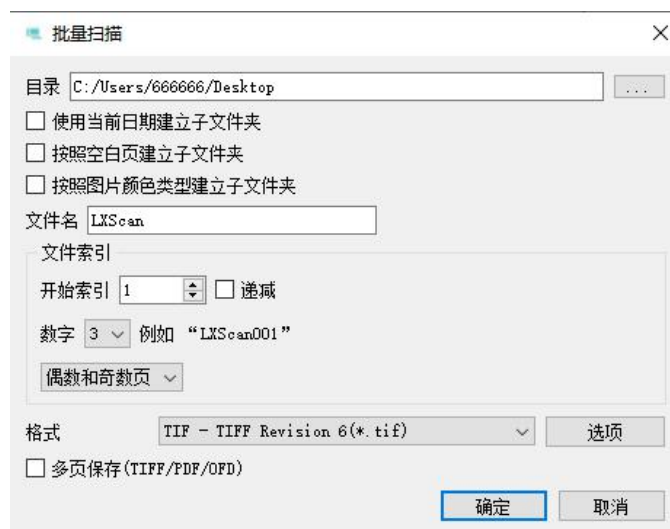 批量扫描
目录 C:/Users/666666/Desktop ...
使用当前日期建立子文件夹
按照空白页建立子文件夹
按照图片颜色类型建立子文件夹
文件名 LXScan
文件索引
开始索引 1 递减
数字 3 例如 “LXScan001”
偶数和奇数页
格式 TIF - TIFF Revision 6(*.tif) 选项
多页保存(TIFF/PDF/OFD)
确定 取消